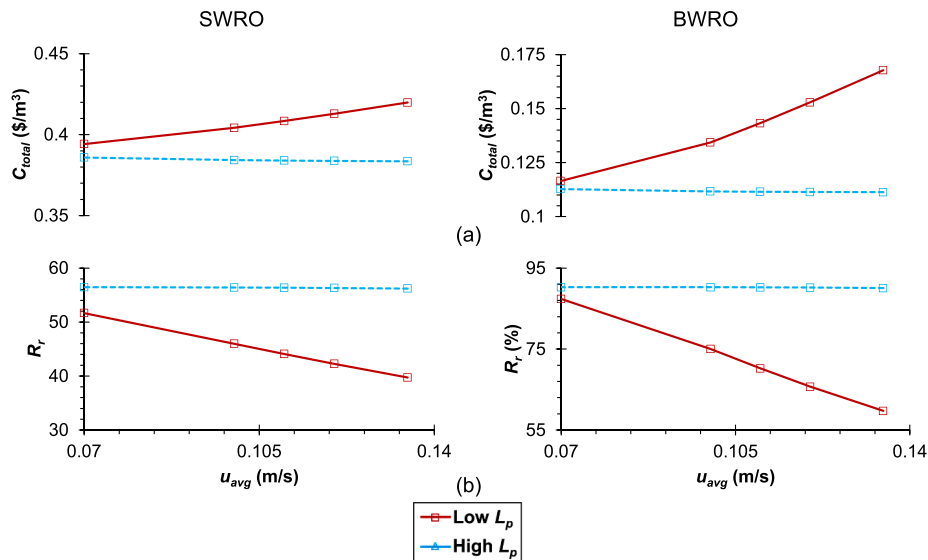 SWRO
BWRO
C_total ($/m³)
0.45
0.4
0.35
C_total ($/m³)
0.175
0.15
0.125
0.1
(a)
R_r
60
50
40
30
0.07
0.105
0.14
u_avg (m/s)
R_r (%)
95
75
55
0.07
0.105
0.14
u_avg (m/s)
(b)
Low L_p
High L_p